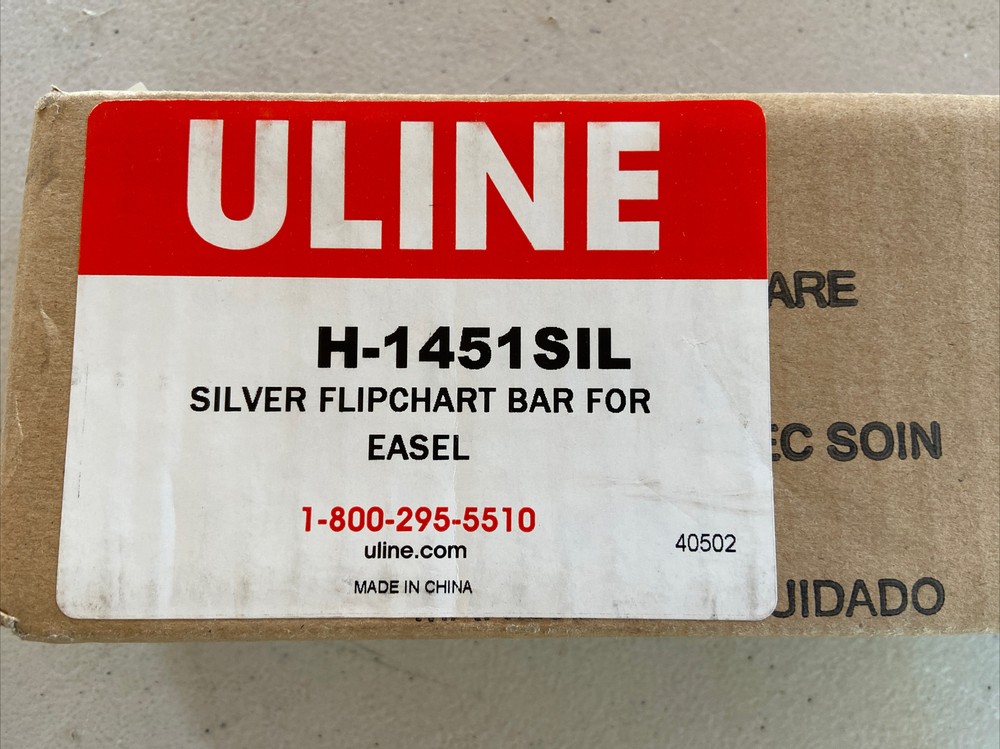 ULINE
ARE
H-1451SIL
SILVER FLIPCHART BAR FOR
EASEL
EC SOIN
1-800-295-5510
uline.com
40502
MADE IN CHINA
UIDADO